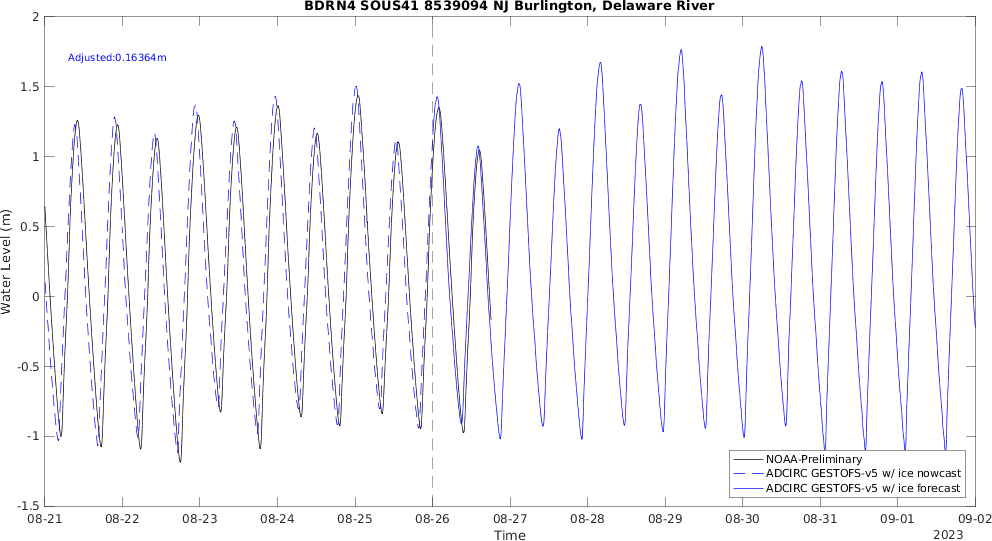 BDRN4 SOUS41 8539094 NJ Burlington, Delaware River
Adjusted:0.16364m
Water Level (m)
2
1.5
1
0.5
0
-0.5
-1
-1.5
NOAA-Preliminary
ADCIRC GESTOFS-v5 w/ ice nowcast
ADCIRC GESTOFS-v5 w/ ice forecast
08-21 08-22 08-23 08-24 08-25 08-26 08-27 08-28 08-29 08-30 08-31 09-01 09-02
Time
2023